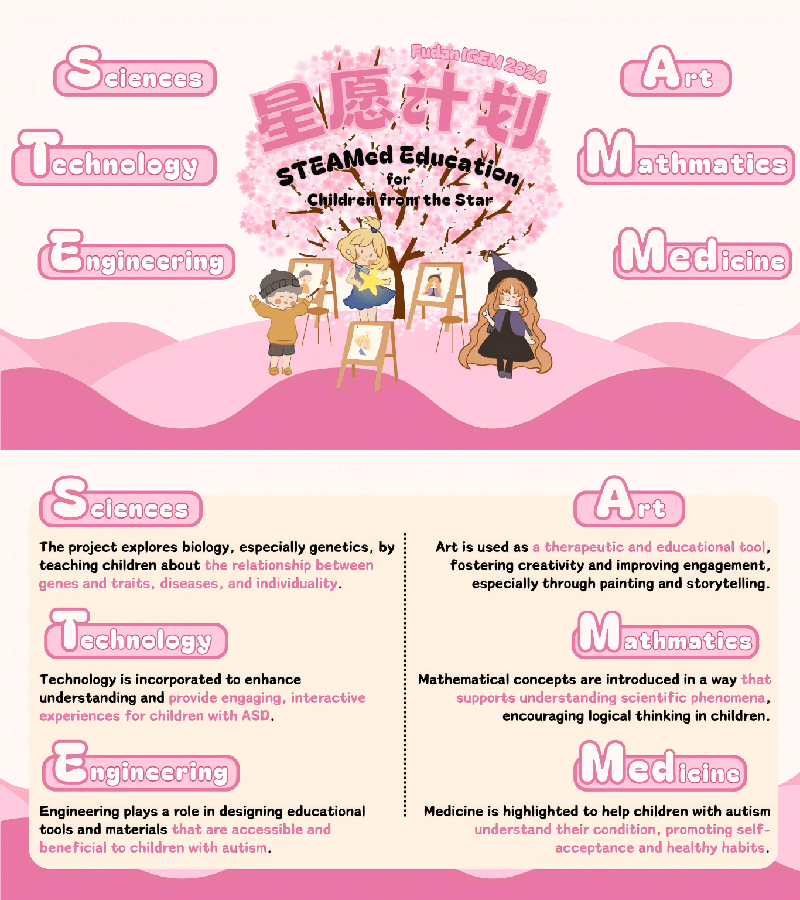 Fudan iGEM 2024
星愿计划
STEAMed Education
for
Children from the Star
Sciences
Technology
Engineering
Art
Mathmatics
Medicine
Sciences
The project explores biology, especially genetics, by
teaching children about the relationship between
genes and traits, diseases, and individuality.
Technology
Technology is incorporated to enhance
understanding and provide engaging, interactive
experiences for children with ASD.
Engineering
Engineering plays a role in designing educational
tools and materials that are accessible and
beneficial to children with autism.
Art
Art is used as a therapeutic and educational tool,
fostering creativity and improving engagement,
especially through painting and storytelling.
Mathmatics
Mathematical concepts are introduced in a way that
supports understanding scientific phenomena,
encouraging logical thinking in children.
Medicine
Medicine is highlighted to help children with autism
understand their condition, promoting self-
acceptance and healthy habits.